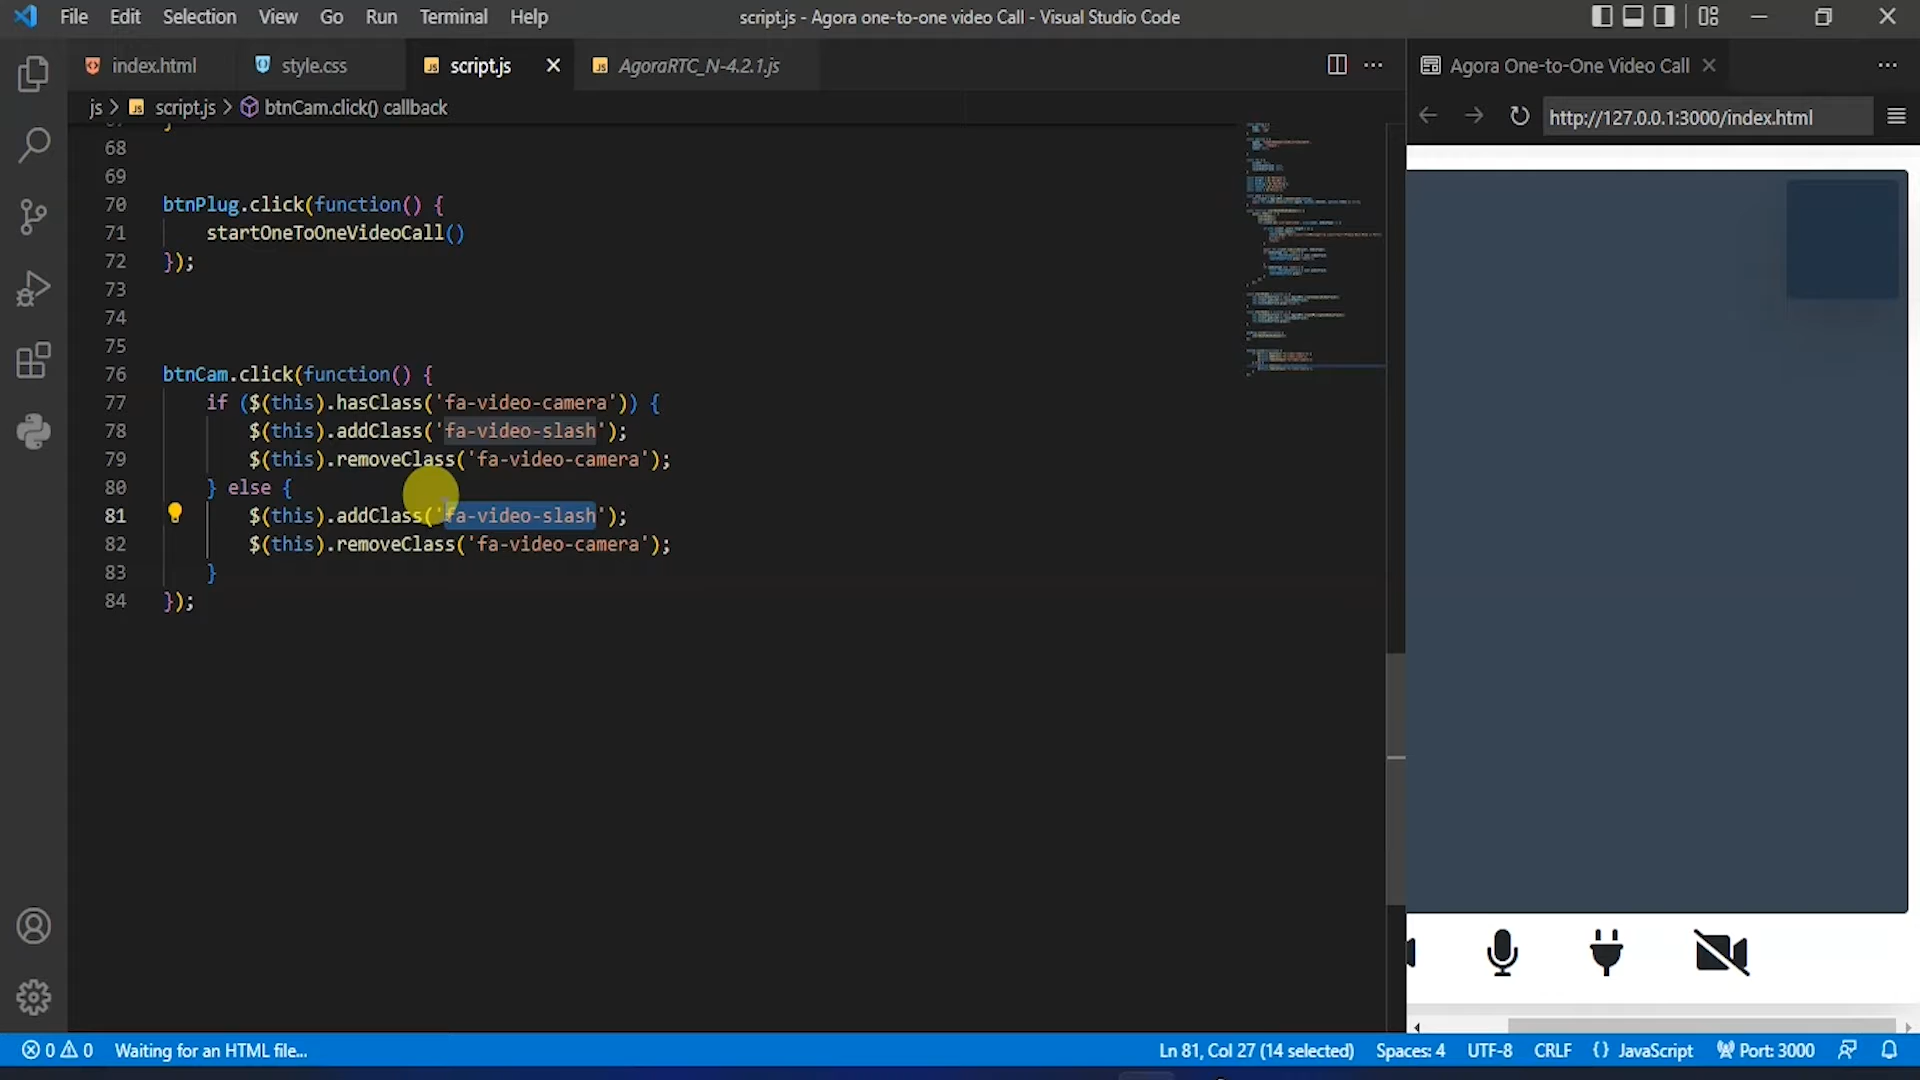 File Edit Selection View Go Run Terminal Help
script.js - Agora one-to-one video Call - Visual Studio Code
index.html style.css script.js AgoraRTC_N-4.2.1.js
Agora One-to-One Video Call
js > script.js > btnCam.click() callback
http://127.0.0.1:3000/index.html
68
69
70 btnPlug.click(function() {
71 startOneToOneVideoCall()
72 });
73
74
75
76 btnCam.click(function() {
77 if ($(this).hasClass('fa-video-camera')) {
78 $(this).addClass('fa-video-slash');
79 $(this).removeClass('fa-video-camera');
80 } else {
81 $(this).addClass('fa-video-slash');
82 $(this).removeClass('fa-video-camera');
83 }
84 });
0 0 Waiting for an HTML file...
Ln 81, Col 27 (14 selected) Spaces: 4 UTF-8 CRLF {} JavaScript Port: 3000